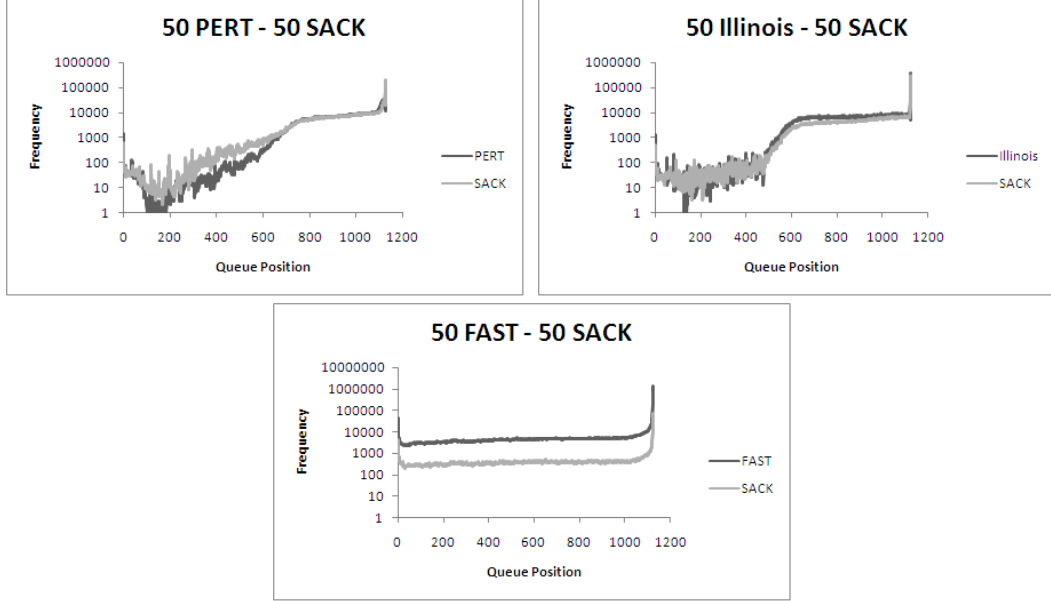 50 PERT - 50 SACK
1000000
100000
10000
1000
100
10
1
Frequency
0 200 400 600 800 1000 1200
Queue Position
PERT
SACK
50 Illinois - 50 SACK
1000000
100000
10000
1000
100
10
1
Frequency
0 200 400 600 800 1000 1200
Queue Position
Illinois
SACK
50 FAST - 50 SACK
10000000
1000000
100000
10000
1000
100
10
1
Frequency
0 200 400 600 800 1000 1200
Queue Position
FAST
SACK